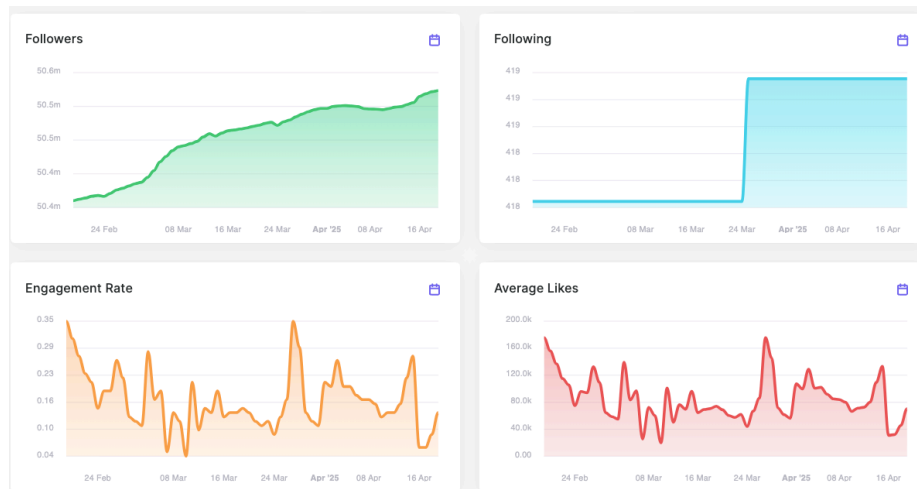 Followers
50.6m
50.5m
50.5m
50.4m
50.4m
24 Feb 08 Mar 16 Mar 24 Mar Apr '25 08 Apr 16 Apr
Following
419
419
419
418
418
418
24 Feb 08 Mar 16 Mar 24 Mar Apr '25 08 Apr 16 Apr
Engagement Rate
0.35
0.29
0.23
0.16
0.10
0.04
24 Feb 08 Mar 16 Mar 24 Mar Apr '25 08 Apr 16 Apr
Average Likes
200.0k
160.0k
120.0k
80.0k
40.0k
0.00
24 Feb 08 Mar 16 Mar 24 Mar Apr '25 08 Apr 16 Apr